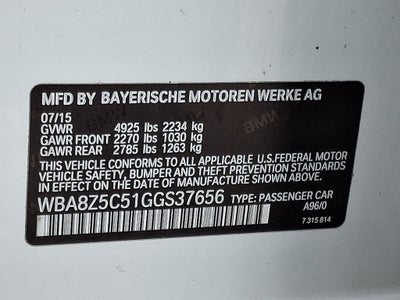 MFD BY BAYERISCHE MOTOREN WERKE AG
07/15
GVWR 4925 lbs 2234 kg
GAWR FRONT 2270 lbs 1030 kg
GAWR REAR 2785 lbs 1263 kg
THIS VEHICLE CONFORMS TO ALL APPLICABLE U.S.FEDERAL MOTOR
VEHICLE SAFETY, BUMPER AND THEFT PREVENTION STANDARDS
IN EFFECT ON THE DATE OF MANUFACTURE SHOWN ABOVE.
WBA8Z5C51GGS37656 TYPE: PASSENGER CAR
A96/0
7 315 814
BMW